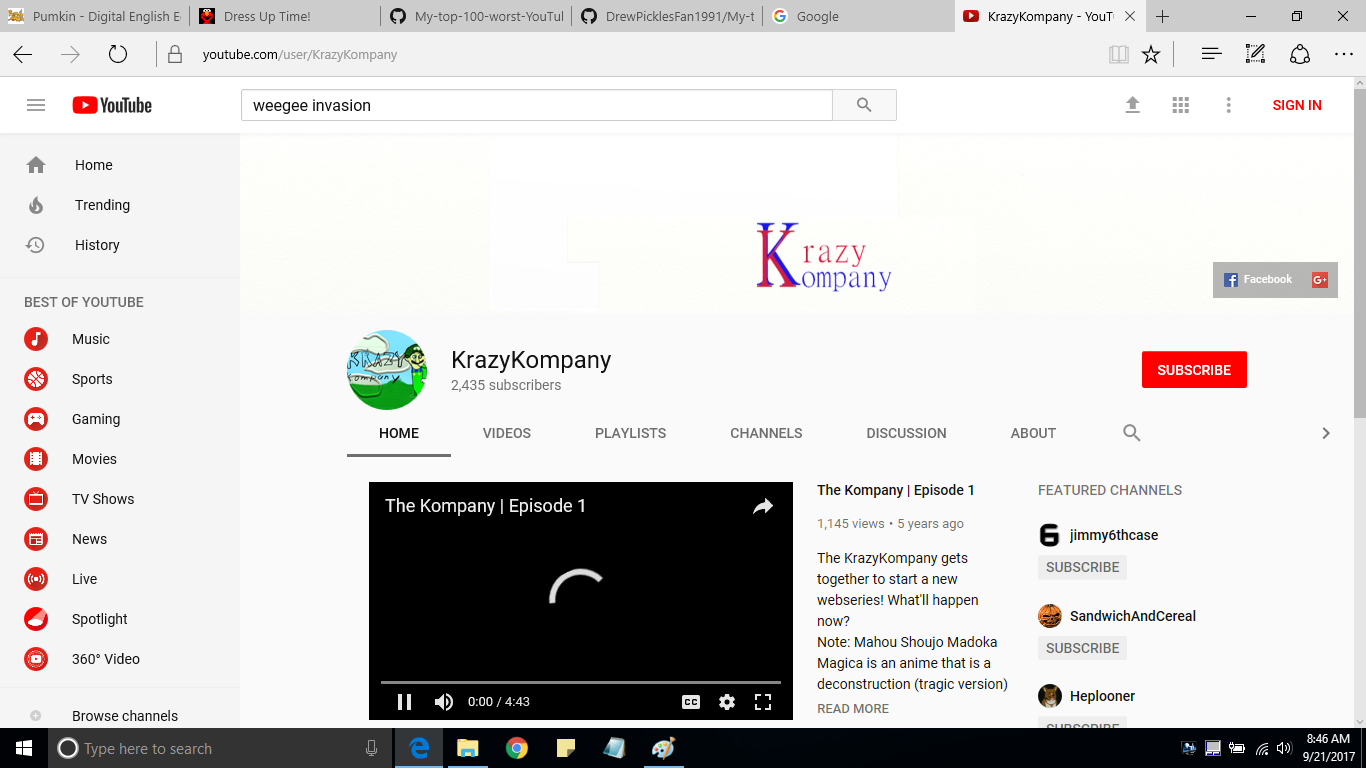 Pumkin - Digital English E
Dress Up Time!
My-top-100-worst-YouTul
DrewPicklesFan1991/My-t
Google
KrazyKompany - YouT
youtube.com/user/KrazyKompany
YouTube
weegee invasion
SIGN IN
Home
Trending
History
BEST OF YOUTUBE
Music
Sports
Gaming
Movies
TV Shows
News
Live
Spotlight
360° Video
Browse channels
Krazy
Kompany
Facebook
G+
KRAZY
Kompany
KrazyKompany
2,435 subscribers
SUBSCRIBE
HOME
VIDEOS
PLAYLISTS
CHANNELS
DISCUSSION
ABOUT
The Kompany | Episode 1
0:00 / 4:43
CC
The Kompany | Episode 1
1,145 views • 5 years ago
The KrazyKompany gets
together to start a new
webseries! What'll happen
now?
Note: Mahou Shoujo Madoka
Magica is an anime that is a
deconstruction (tragic version)
READ MORE
FEATURED CHANNELS
6
jimmy6thcase
SUBSCRIBE
SandwichAndCereal
SUBSCRIBE
Heplooner
SUBSCRIBE
Type here to search
8:46 AM
9/21/2017